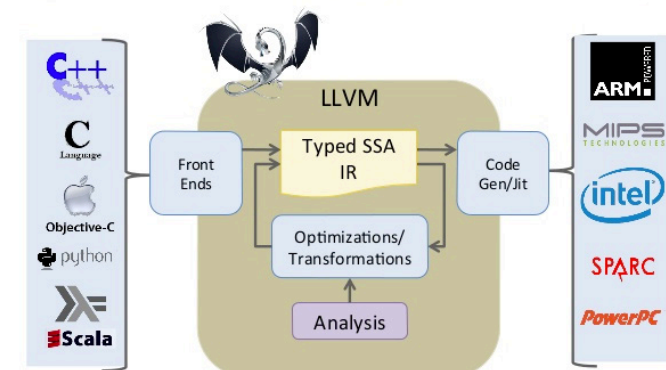 C++
C
Language
Objective-C
python
Scala
LLVM
Front
Ends
Typed SSA
IR
Code
Gen/Jit
Optimizations/
Transformations
Analysis
ARM
POWERED
MIPS
TECHNOLOGIES
intel
SPARC
PowerPC